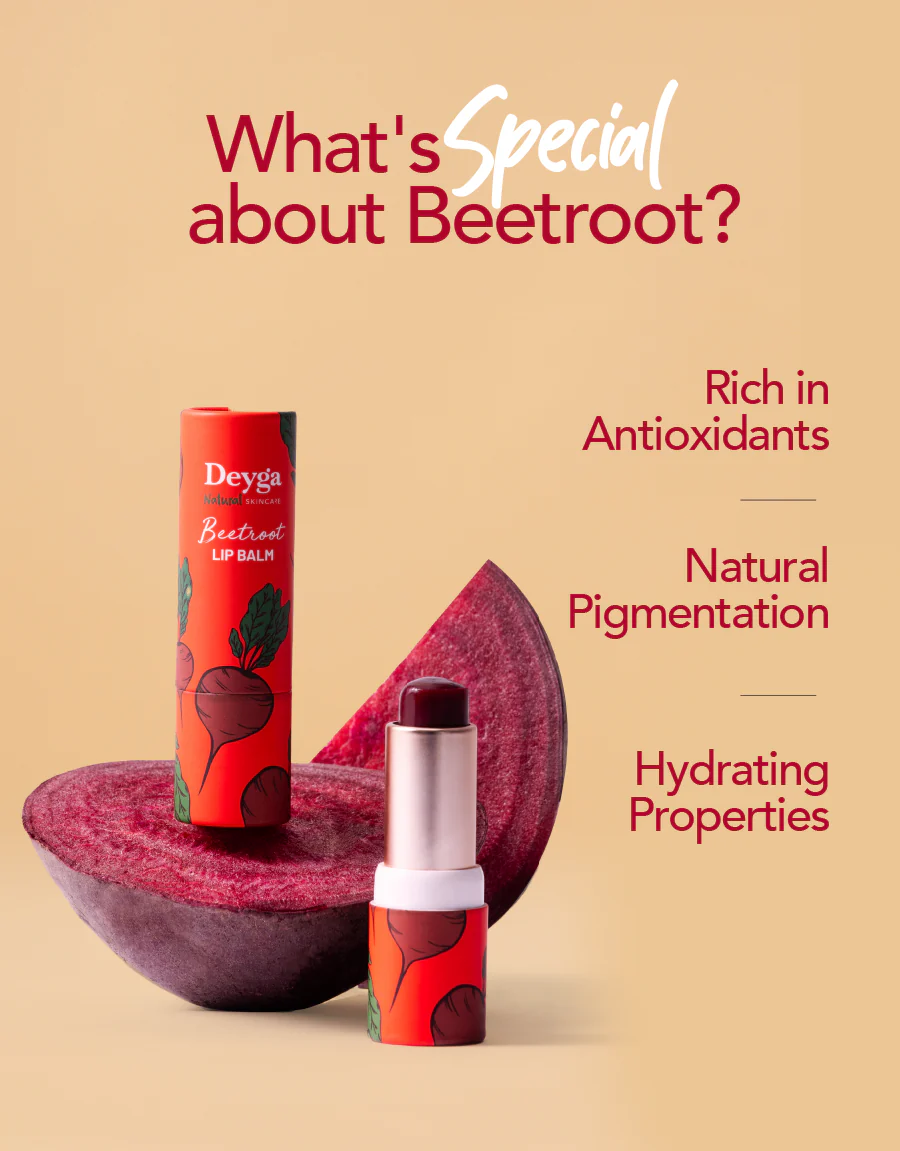 What's Special
about Beetroot?
Rich in
Antioxidants
Natural
Pigmentation
Hydrating
Properties
Deyga
Natural SKINCARE
Beetroot
LIP BALM